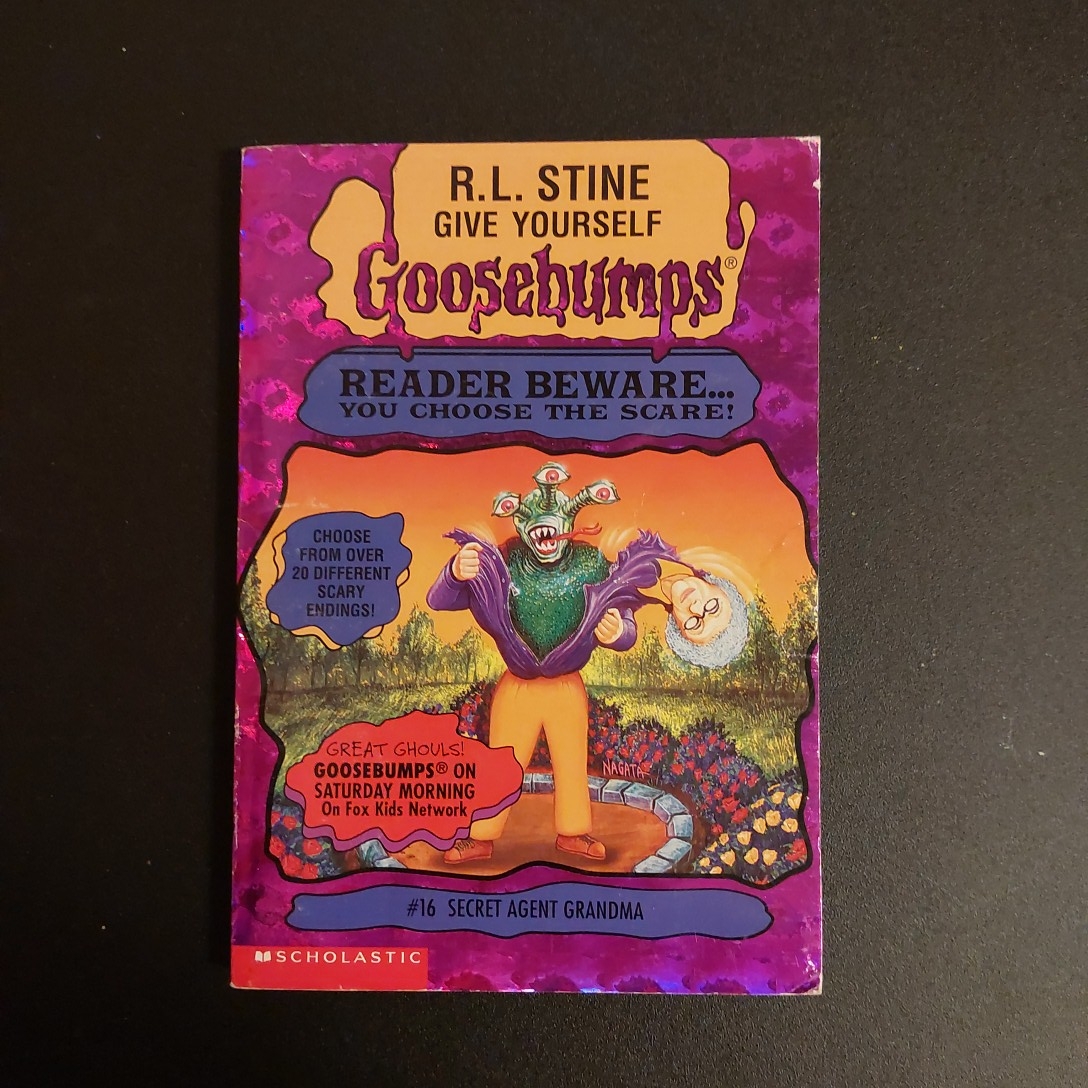 R.L. STINE
GIVE YOURSELF
Goosebumps®
READER BEWARE...
YOU CHOOSE THE SCARE!
CHOOSE
FROM OVER
20 DIFFERENT
SCARY
ENDINGS!
GREAT GHOULS!
GOOSEBUMPS® ON
SATURDAY MORNING
On Fox Kids Network
NAGATA
#16 SECRET AGENT GRANDMA
SCHOLASTIC